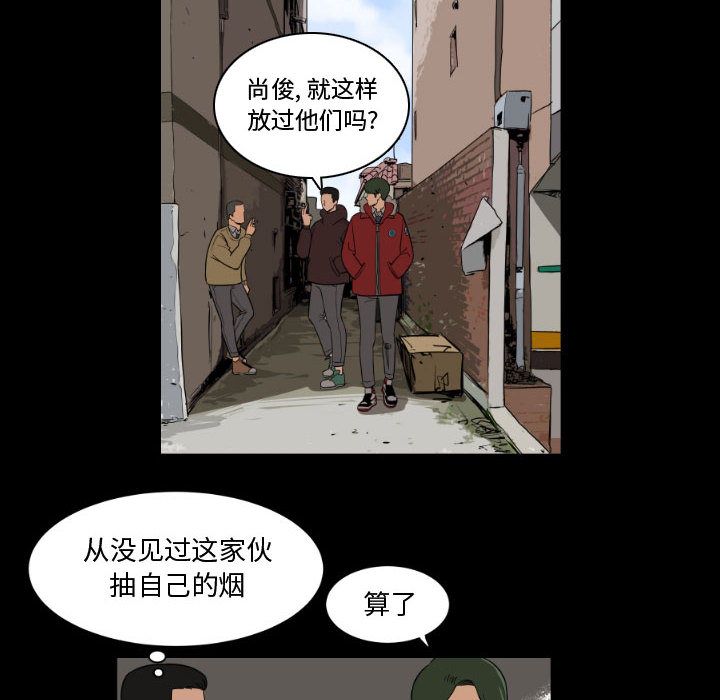 尚俊, 就这样
放过他们吗?
从没见过这家伙
抽自己的烟
算了